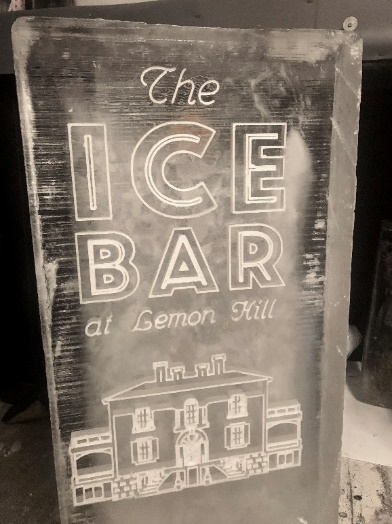 The
ICE
BAR
at Lemon Hill